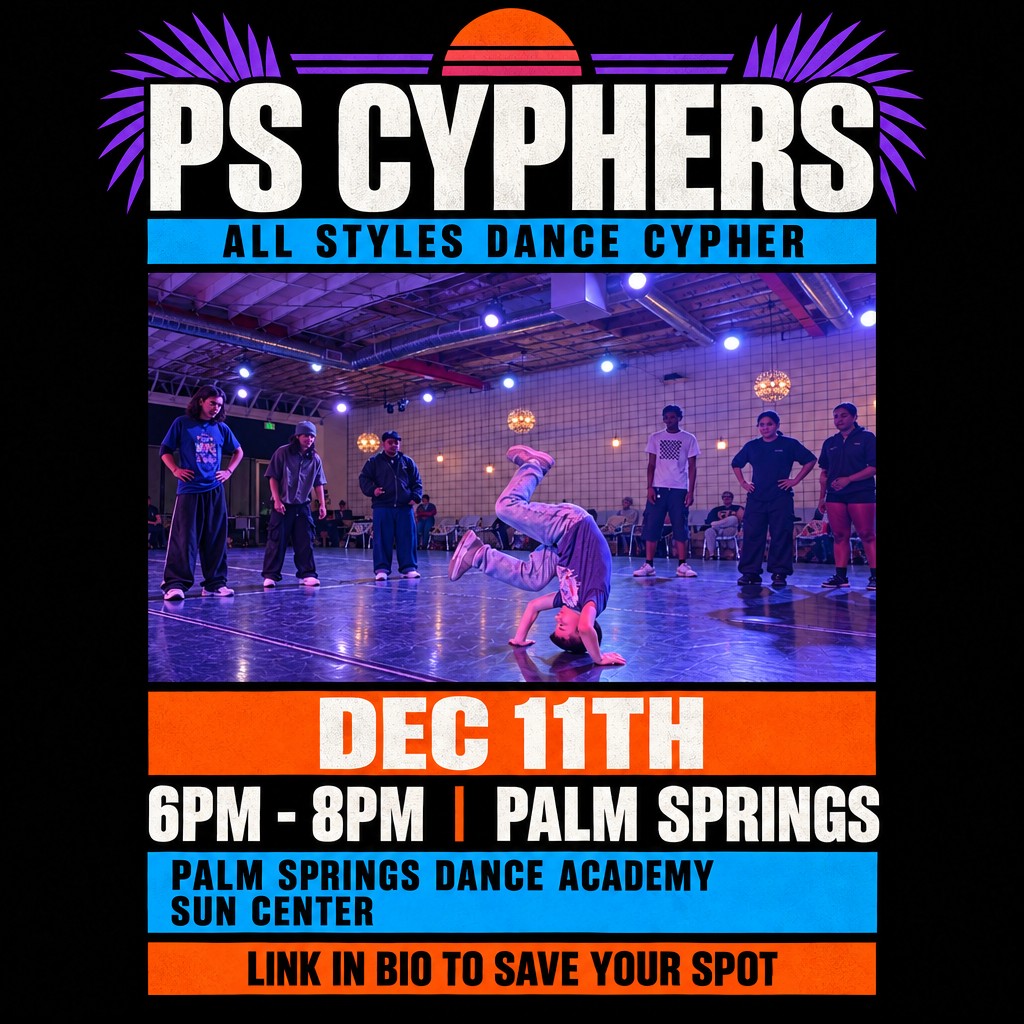 PS CYPHERS
ALL STYLES DANCE CYPHER
DEC 11TH
6PM - 8PM | PALM SPRINGS
PALM SPRINGS DANCE ACADEMY
SUN CENTER
LINK IN BIO TO SAVE YOUR SPOT